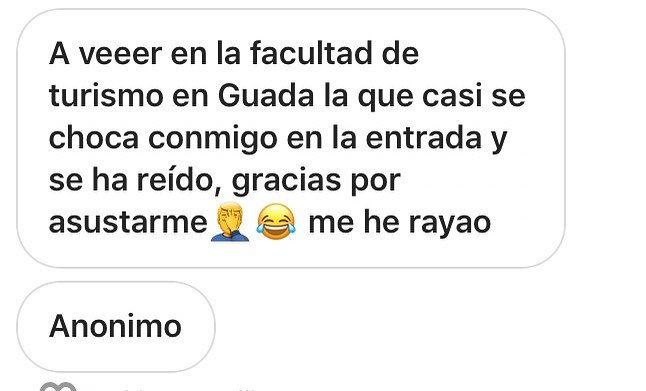 A veeer en la facultad de
turismo en Guada la que casi se
choca conmigo en la entrada y
se ha reído, gracias por
asustarme🤦‍♂️😂 me he rayao
Anonimo